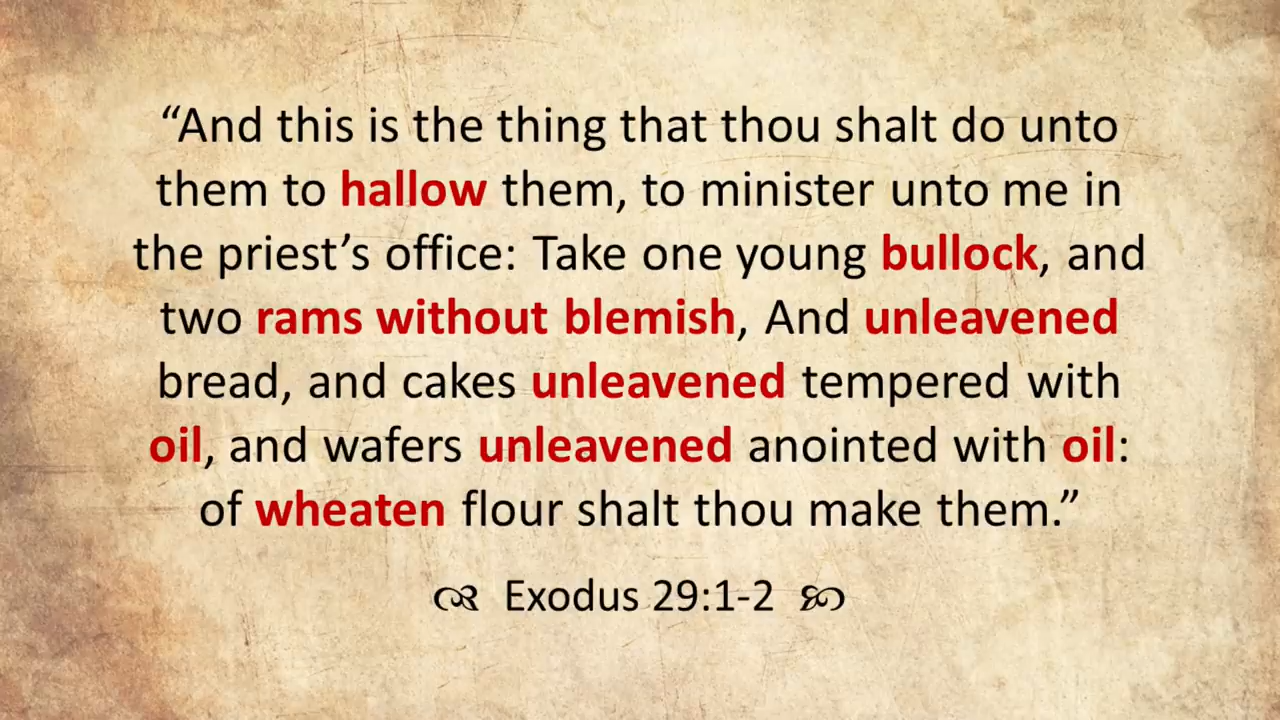 “And this is the thing that thou shalt do unto
them to hallow them, to minister unto me in
the priest’s office: Take one young bullock, and
two rams without blemish, And unleavened
bread, and cakes unleavened tempered with
oil, and wafers unleavened anointed with oil:
of wheaten flour shalt thou make them.”
Exodus 29:1-2